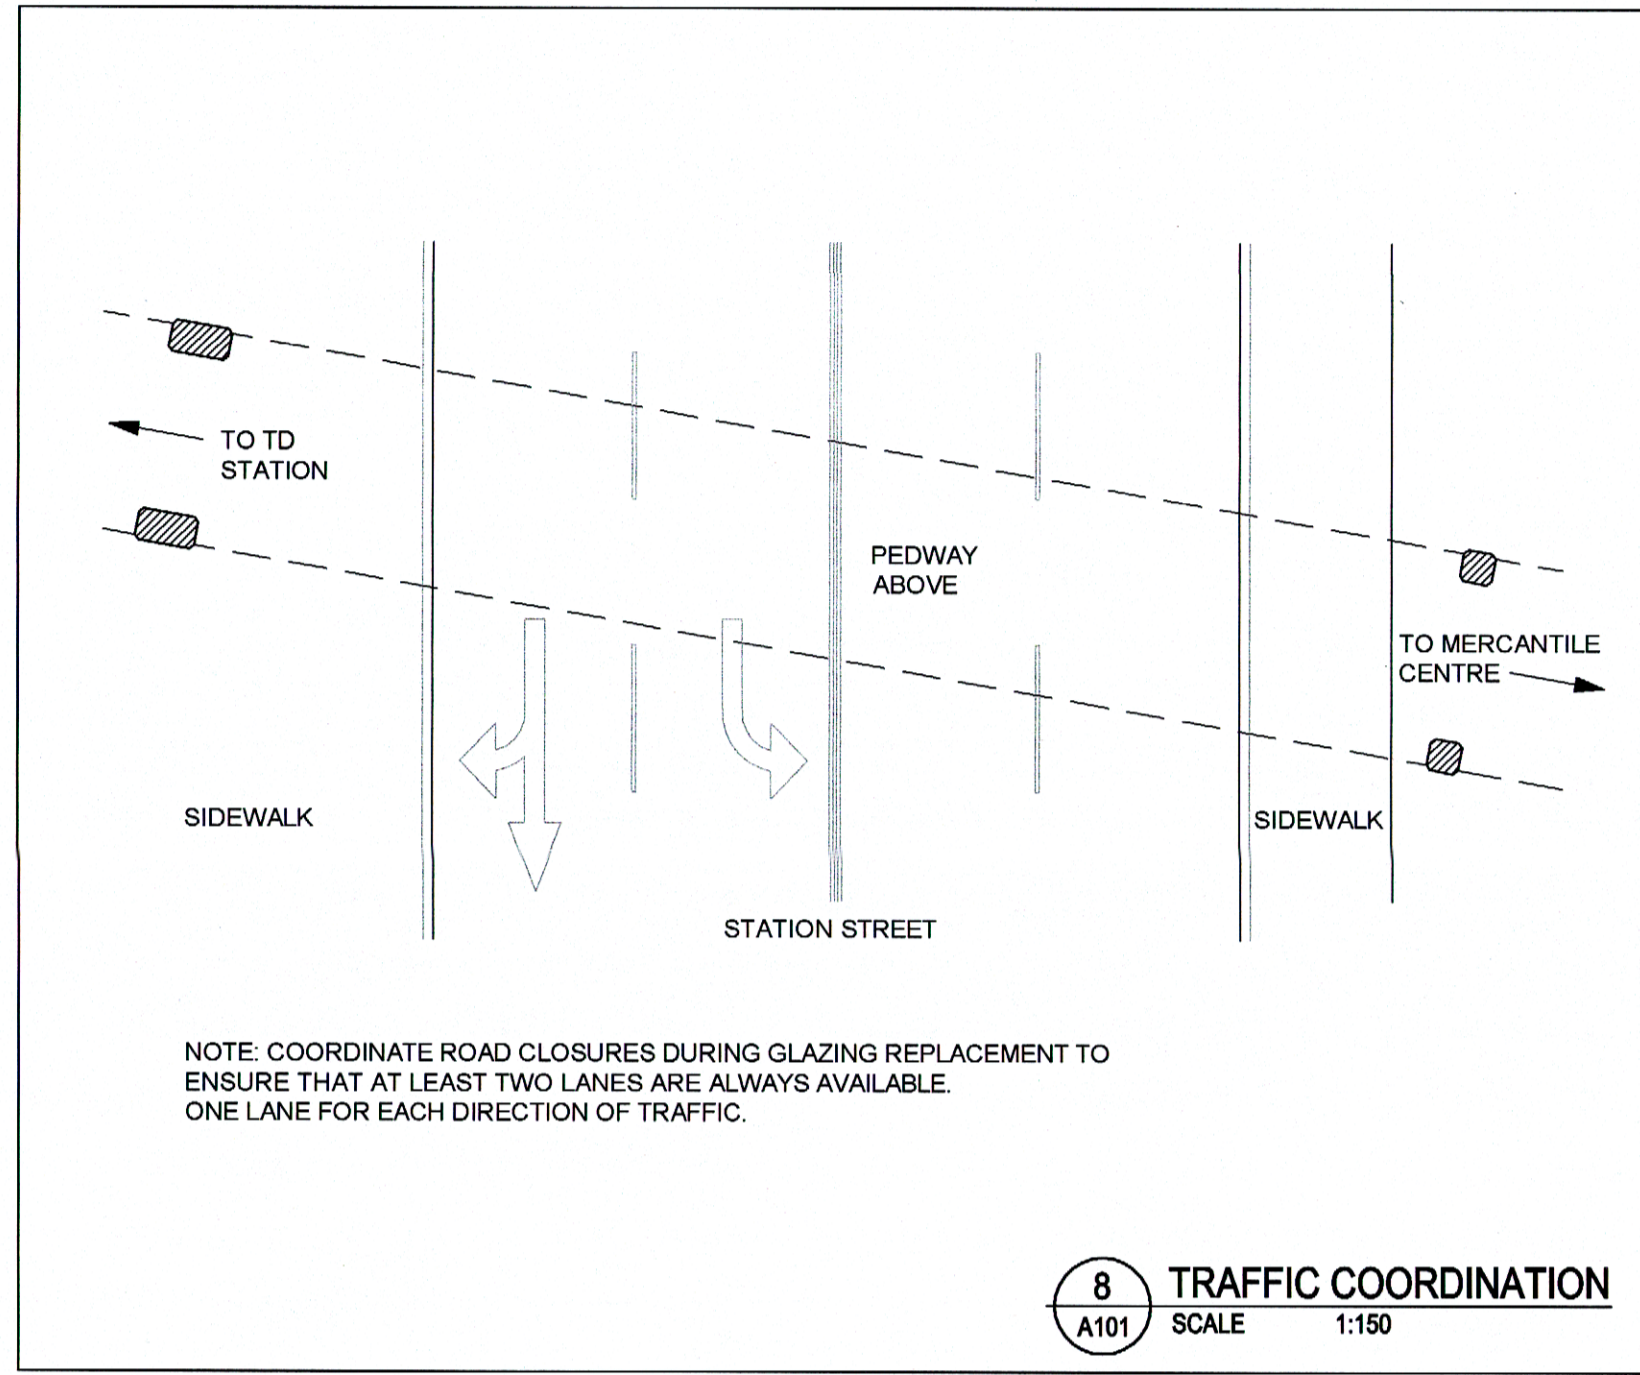 TO TD
STATION
PEDWAY
ABOVE
TO MERCANTILE
CENTRE
SIDEWALK
SIDEWALK
STATION STREET
NOTE: COORDINATE ROAD CLOSURES DURING GLAZING REPLACEMENT TO
ENSURE THAT AT LEAST TWO LANES ARE ALWAYS AVAILABLE.
ONE LANE FOR EACH DIRECTION OF TRAFFIC.
8
A101
TRAFFIC COORDINATION
SCALE 1:150